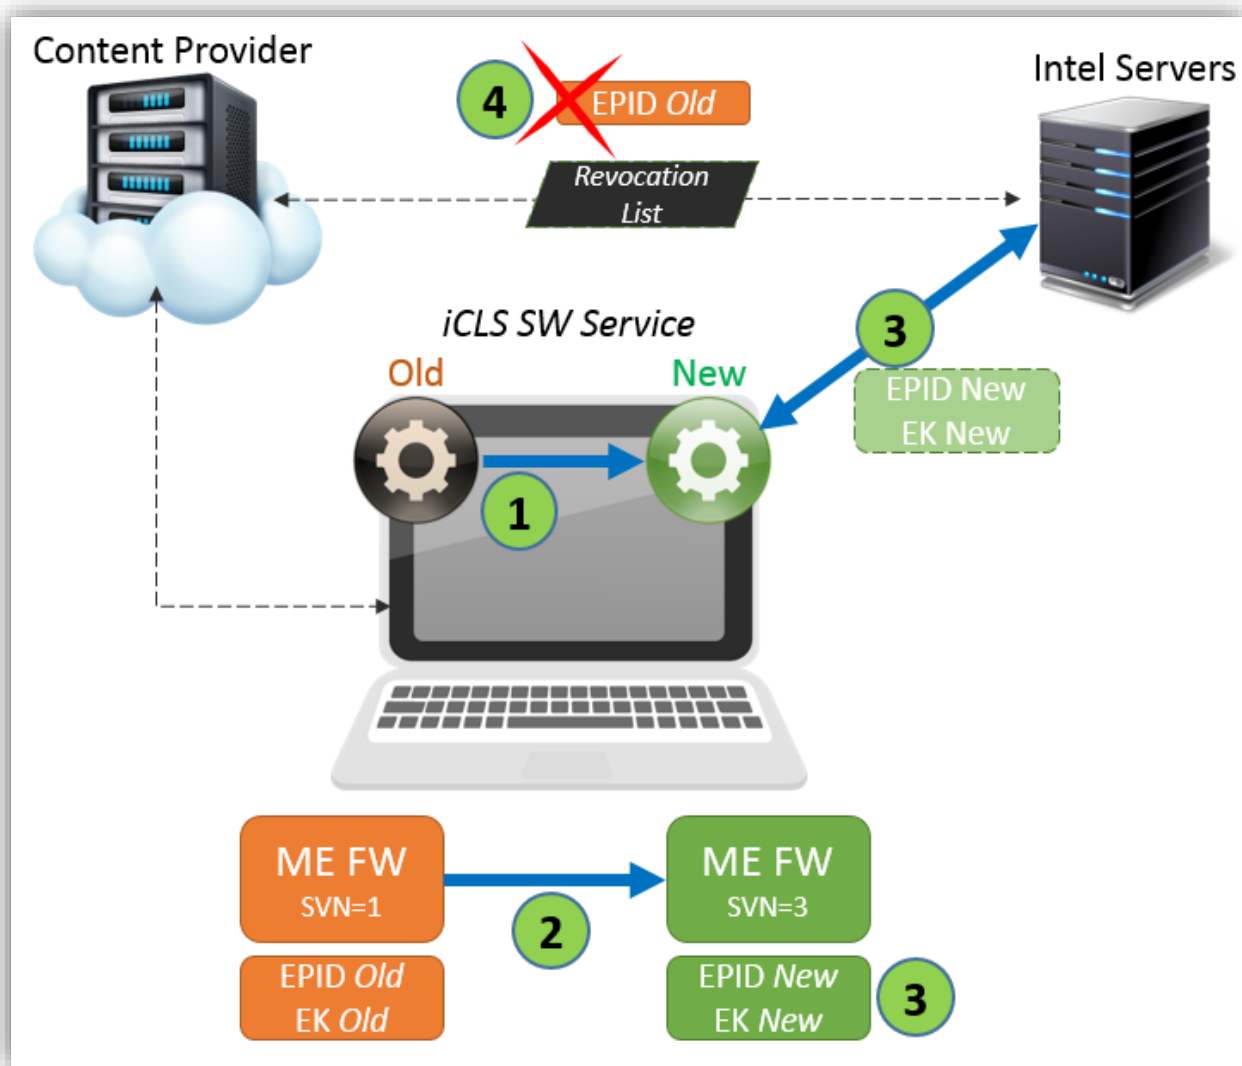 Content Provider
4
EPID Old
Intel Servers
Revocation
List
iCLS SW Service
3
Old
New
EPID New
EK New
1
ME FW
SVN=1
ME FW
SVN=3
2
EPID Old
EK Old
EPID New
EK New
3